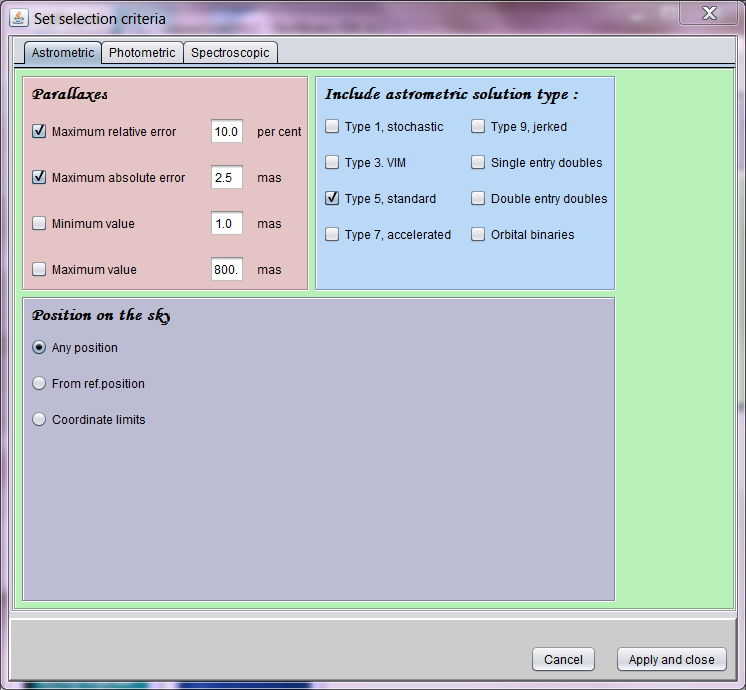 Set selection criteria
Astrometric Photometric Spectroscopic
Parallaxes
Maximum relative error 10.0 per cent
Maximum absolute error 2.5 mas
Minimum value 1.0 mas
Maximum value 800. mas
Include astrometric solution type :
Type 1, stochastic Type 9, jerked
Type 3. VIM Single entry doubles
Type 5, standard Double entry doubles
Type 7, accelerated Orbital binaries
Position on the sky
Any position
From ref.position
Coordinate limits
Cancel Apply and close